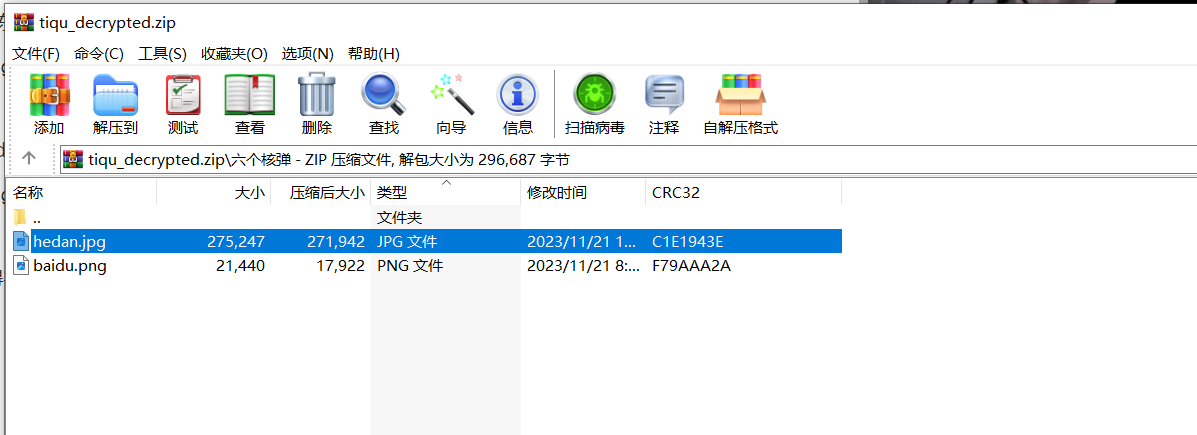 tiqu_decrypted.zip
文件(F) 命令(C) 工具(S) 收藏夹(O) 选项(N) 帮助(H)
添加 解压到 测试 查看 删除 查找 向导 信息 扫描病毒 注释 自解压格式
tiqu_decrypted.zip\六个核弹 - ZIP 压缩文件, 解包大小为 296,687 字节
名称 大小 压缩后大小 类型 修改时间 CRC32
.. 文件夹
hedan.jpg 275,247 271,942 JPG 文件 2023/11/21 1... C1E1943E
baidu.png 21,440 17,922 PNG 文件 2023/11/21 8:... F79AAA2A